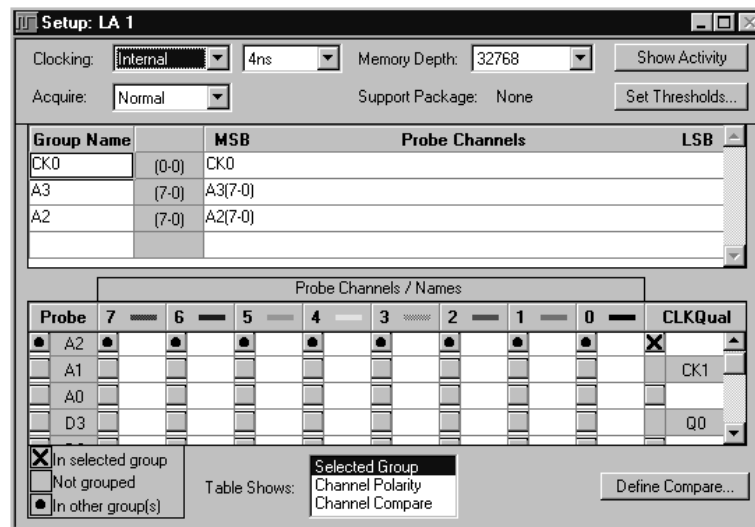 Setup: LA 1
Clocking: Internal 4ns Memory Depth: 32768 Show Activity
Acquire: Normal Support Package: None Set Thresholds...
Group Name MSB Probe Channels LSB
CK0 (0-0) CK0
A3 (7-0) A3(7-0)
A2 (7-0) A2(7-0)
Probe Channels / Names
Probe 7 6 5 4 3 2 1 0 CLKQual
A2
A1 CK1
A0
D3 Q0
In selected group
Not grouped
In other group(s)
Table Shows:
Selected Group
Channel Polarity
Channel Compare
Define Compare...